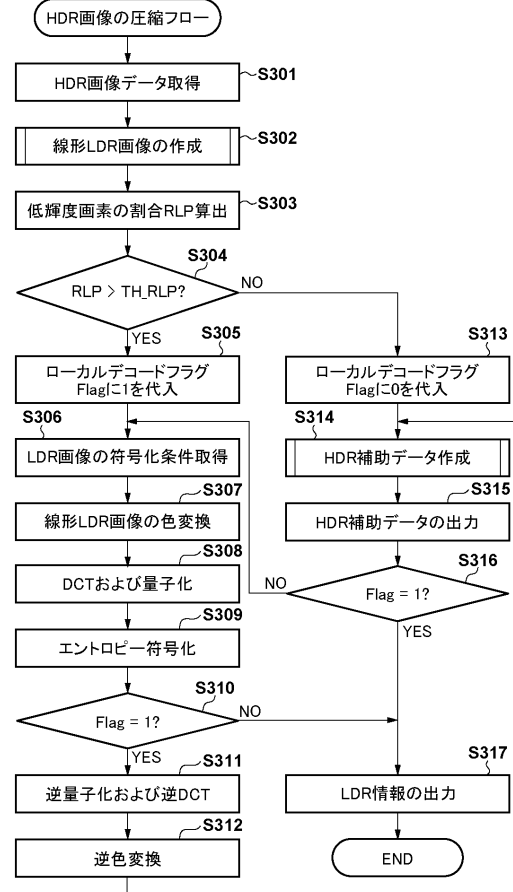 HDR画像の圧縮フロー
HDR画像データ取得
S301
線形LDR画像の作成
S302
低輝度画素の割合RLP算出
S303
RLP > TH_RLP?
S304
NO
YES
S305
ローカルデコードフラグ
Flagに1を代入
S313
ローカルデコードフラグ
Flagに0を代入
S306
LDR画像の符号化条件取得
S314
HDR補助データ作成
S307
線形LDR画像の色変換
S315
HDR補助データの出力
S308
DCTおよび量子化
S316
Flag = 1?
NO
YES
S309
エントロピー符号化
S310
Flag = 1?
NO
YES
S311
逆量子化および逆DCT
S317
LDR情報の出力
S312
逆色変換
END